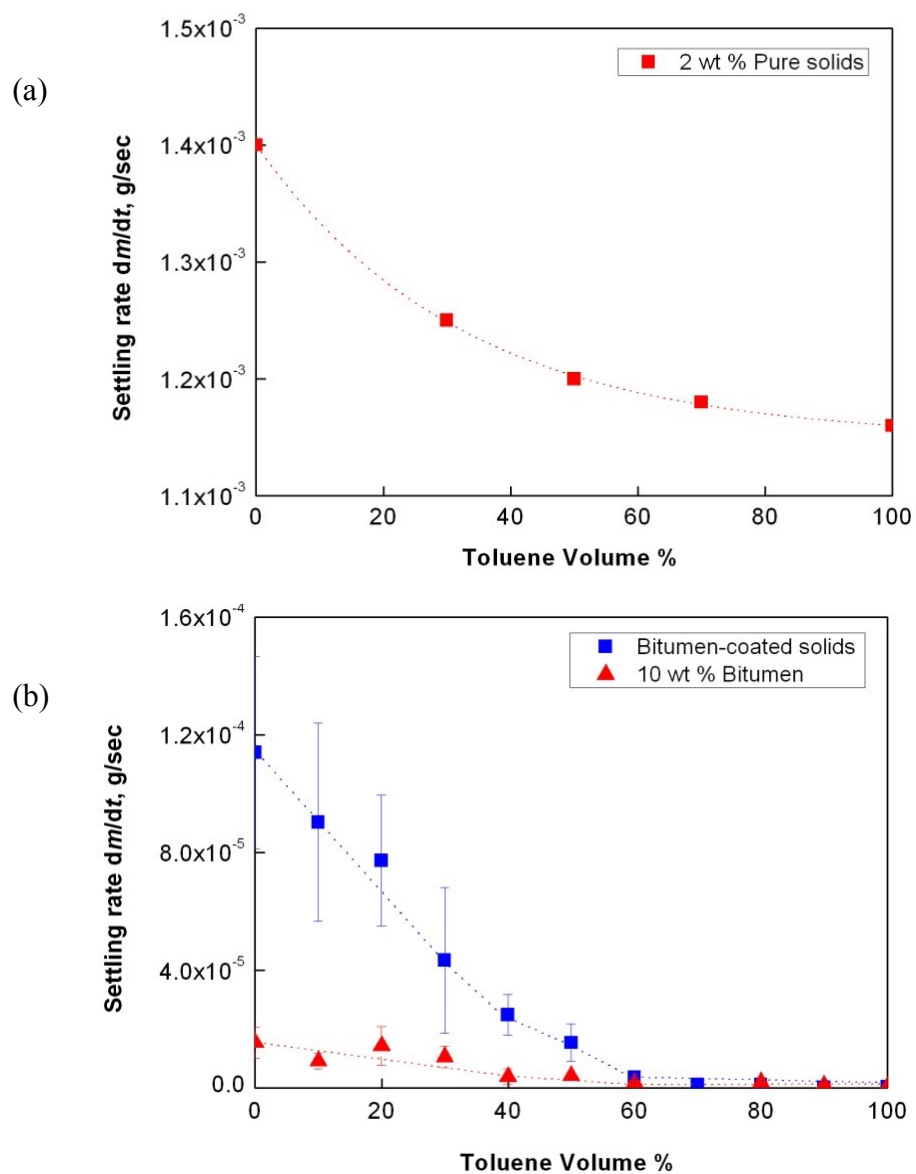 (a)
1.5x10⁻³
1.4x10⁻³
1.3x10⁻³
1.2x10⁻³
1.1x10⁻³
Settling rate dm/dt, g/sec
2 wt % Pure solids
0 20 40 60 80 100
Toluene Volume %
(b)
1.6x10⁻⁴
1.2x10⁻⁴
8.0x10⁻⁵
4.0x10⁻⁵
0.0
Settling rate dm/dt, g/sec
Bitumen-coated solids
10 wt % Bitumen
0 20 40 60 80 100
Toluene Volume %